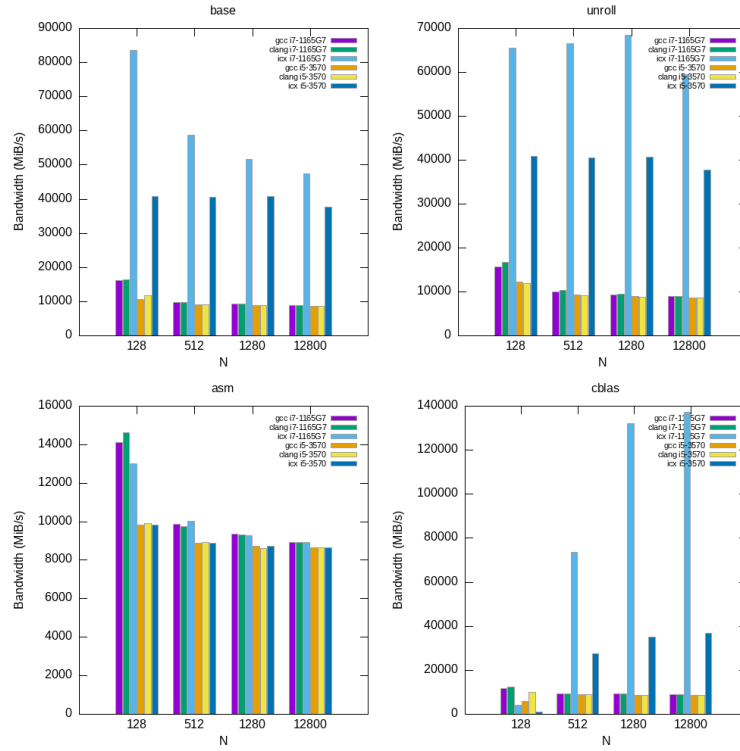 base
90000
80000
70000
60000
50000
40000
30000
20000
10000
0
Bandwidth (MiB/s)
gcc i7-1165G7
clang i7-1165G7
icx i7-1165G7
gcc i5-3570
clang i5-3570
icx i5-3570
128 512 1280 12800
N
unroll
70000
60000
50000
40000
30000
20000
10000
0
Bandwidth (MiB/s)
gcc i7-1165G7
clang i7-1165G7
icx i7-1165G7
gcc i5-3570
clang i5-3570
icx i5-3570
128 512 1280 12800
N
asm
16000
14000
12000
10000
8000
6000
4000
2000
0
Bandwidth (MiB/s)
gcc i7-1165G7
clang i7-1165G7
icx i7-1165G7
gcc i5-3570
clang i5-3570
icx i5-3570
128 512 1280 12800
N
cblas
140000
120000
100000
80000
60000
40000
20000
0
Bandwidth (MiB/s)
gcc i7-1165G7
clang i7-1165G7
icx i7-1165G7
gcc i5-3570
clang i5-3570
icx i5-3570
128 512 1280 12800
N